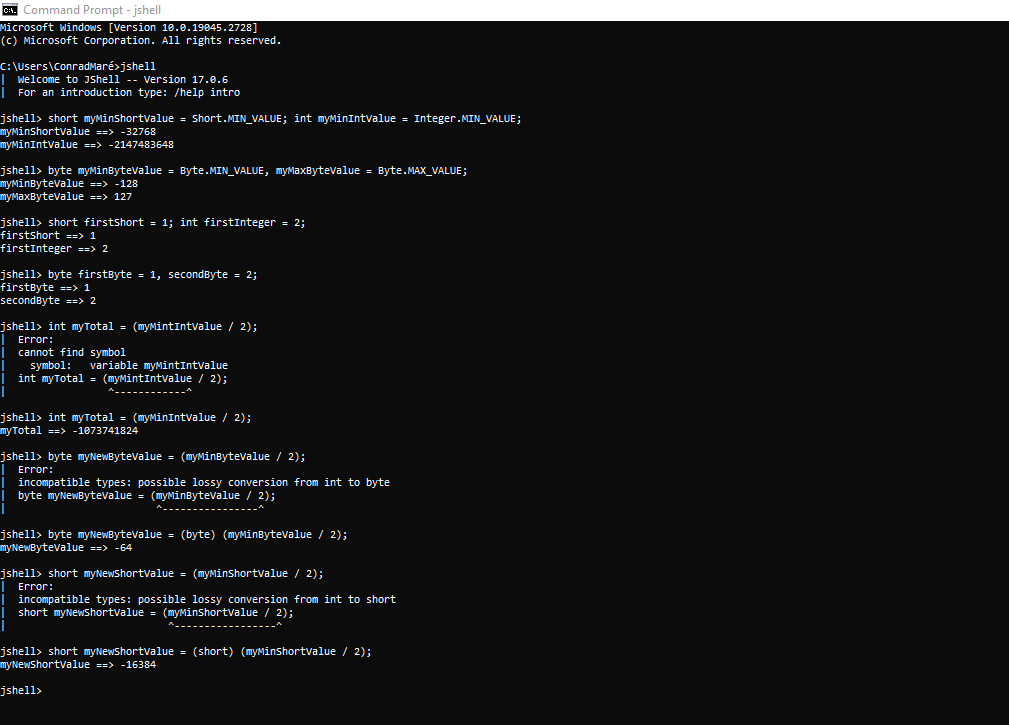 Command Prompt - jshell
Microsoft Windows [Version 10.0.19045.2728]
(c) Microsoft Corporation. All rights reserved.
C:\Users\ConradMaré>jshell
|  Welcome to JShell -- Version 17.0.6
|  For an introduction type: /help intro
jshell> short myMinShortValue = Short.MIN_VALUE; int myMinIntValue = Integer.MIN_VALUE;
myMinShortValue ==> -32768
myMinIntValue ==> -2147483648
jshell> byte myMinByteValue = Byte.MIN_VALUE, myMaxByteValue = Byte.MAX_VALUE;
myMinByteValue ==> -128
myMaxByteValue ==> 127
jshell> short firstShort = 1; int firstInteger = 2;
firstShort ==> 1
firstInteger ==> 2
jshell> byte firstByte = 1, secondByte = 2;
firstByte ==> 1
secondByte ==> 2
jshell> int myTotal = (myMintIntValue / 2);
|  Error:
|  cannot find symbol
|    symbol:   variable myMintIntValue
|  int myTotal = (myMintIntValue / 2);
|                 ^------------^
jshell> int myTotal = (myMinIntValue / 2);
myTotal ==> -1073741824
jshell> byte myNewByteValue = (myMinByteValue / 2);
|  Error:
|  incompatible types: possible lossy conversion from int to byte
|  byte myNewByteValue = (myMinByteValue / 2);
|                         ^----------------^
jshell> byte myNewByteValue = (byte) (myMinByteValue / 2);
myNewByteValue ==> -64
jshell> short myNewShortValue = (myMinShortValue / 2);
|  Error:
|  incompatible types: possible lossy conversion from int to short
|  short myNewShortValue = (myMinShortValue / 2);
|                           ^-----------------^
jshell> short myNewShortValue = (short) (myMinShortValue / 2);
myNewShortValue ==> -16384
jshell>